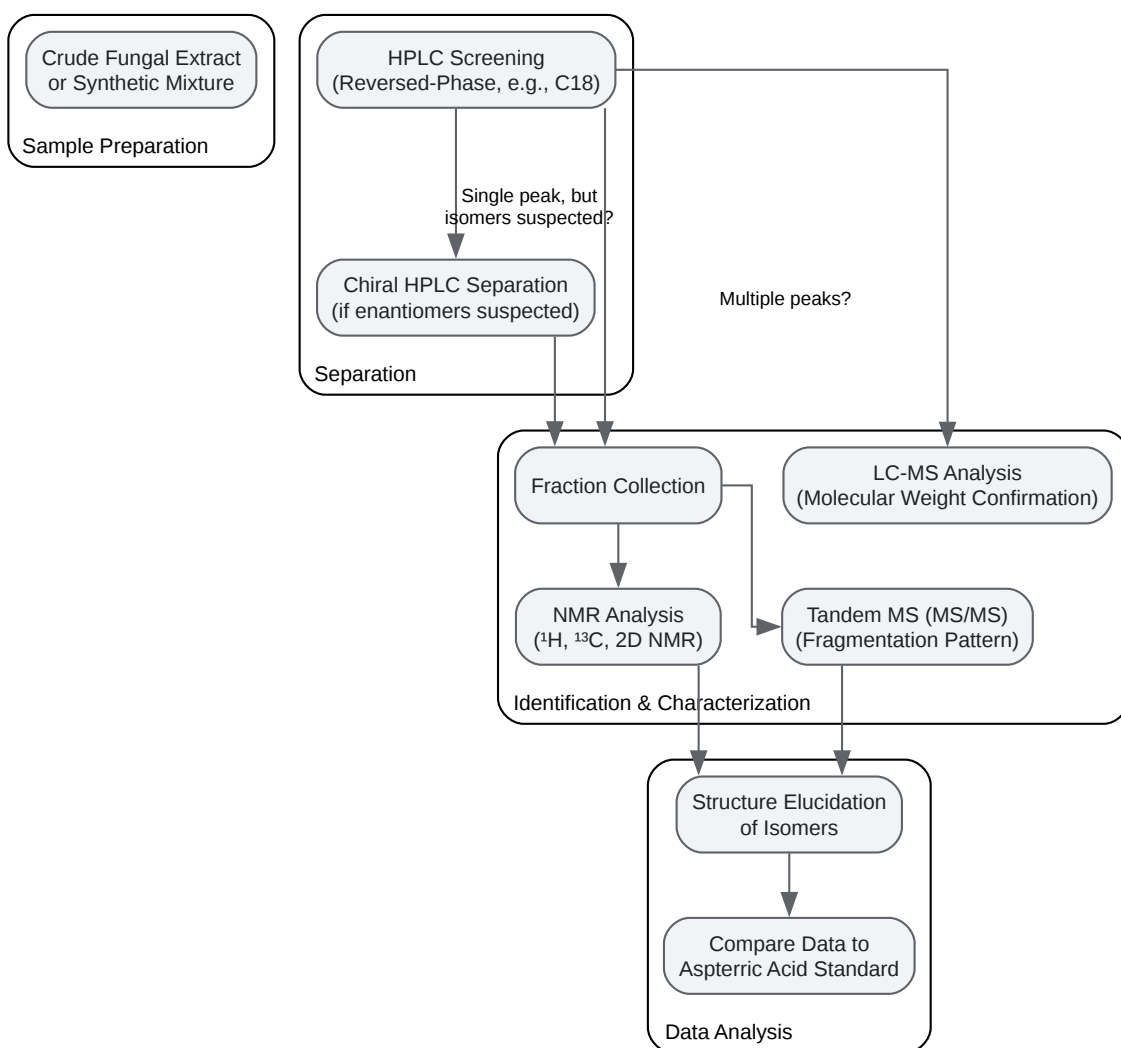 Crude Fungal Extract
or Synthetic Mixture
Sample Preparation
HPLC Screening
(Reversed-Phase, e.g., C18)
Single peak, but
isomers suspected?
Chiral HPLC Separation
(if enantiomers suspected)
Separation
Multiple peaks?
Fraction Collection
LC-MS Analysis
(Molecular Weight Confirmation)
NMR Analysis
(¹H, ¹³C, 2D NMR)
Tandem MS (MS/MS)
(Fragmentation Pattern)
Identification & Characterization
Structure Elucidation
of Isomers
Compare Data to
Aspterric Acid Standard
Data Analysis